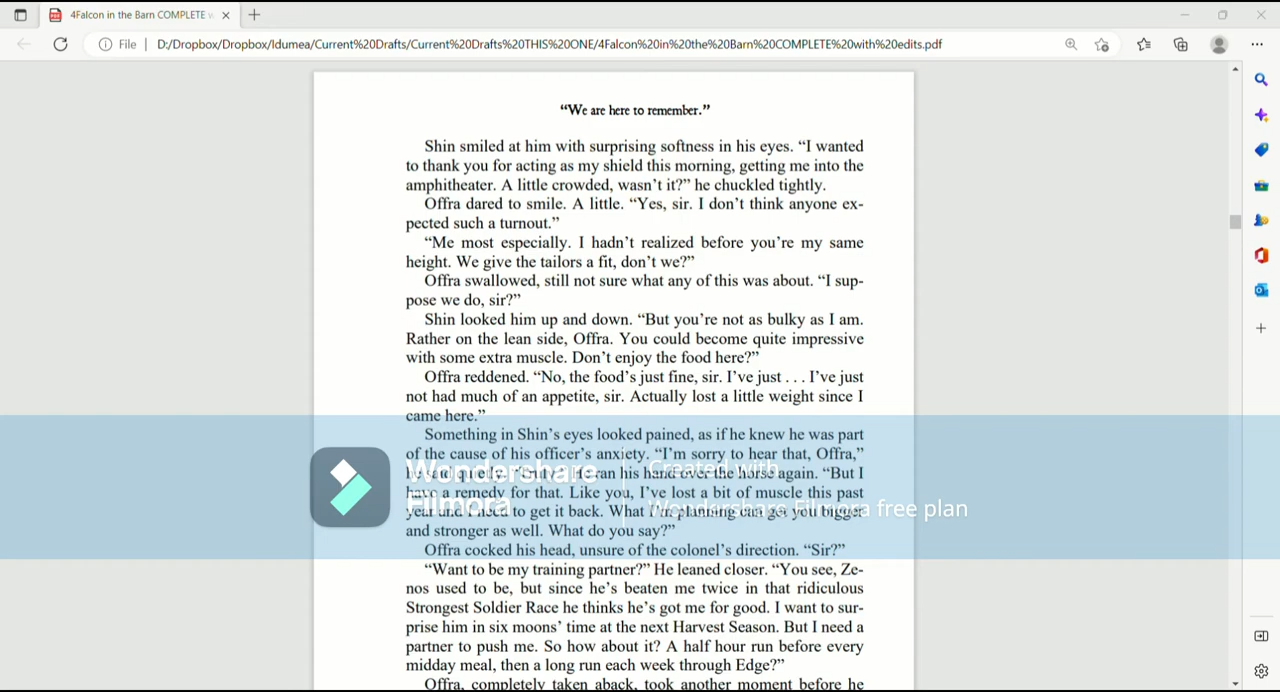 4Falcon in the Barn COMPLETE w
File | D:/Dropbox/Dropbox/Idumea/Current%20Drafts/Current%20Drafts%20THIS%20ONE/4Falcon%20in%20the%20Barn%20COMPLETE%20with%20edits.pdf
“We are here to remember.”
Shin smiled at him with surprising softness in his eyes. “I wanted
to thank you for acting as my shield this morning, getting me into the
amphitheater. A little crowded, wasn’t it?” he chuckled tightly.
Offra dared to smile. A little. “Yes, sir. I don’t think anyone ex-
pected such a turnout.”
“Me most especially. I hadn’t realized before you’re my same
height. We give the tailors a fit, don’t we?”
Offra swallowed, still not sure what any of this was about. “I sup-
pose we do, sir?”
Shin looked him up and down. “But you’re not as bulky as I am.
Rather on the lean side, Offra. You could become quite impressive
with some extra muscle. Don’t enjoy the food here?”
Offra reddened. “No, the food’s just fine, sir. I’ve just . . . I’ve just
not had much of an appetite, sir. Actually lost a little weight since I
came here.”
Something in Shin’s eyes looked pained, as if he knew he was part
of the cause of his officer’s anxiety. “I’m sorry to hear that, Offra,”
he said quietly. ran his hand over the horse again. “But I
have a remedy for that. Like you, I’ve lost a bit of muscle this past
year and I need to get it back. What I’m planning can get you bigger
and stronger as well. What do you say?”
Wondershare
Filmora
Created with
Wondershare Filmora free plan
Offra cocked his head, unsure of the colonel’s direction. “Sir?”
“Want to be my training partner?” He leaned closer. “You see, Ze-
nos used to be, but since he’s beaten me twice in that ridiculous
Strongest Soldier Race he thinks he’s got me for good. I want to sur-
prise him in six moons’ time at the next Harvest Season. But I need a
partner to push me. So how about it? A half hour run before every
midday meal, then a long run each week through Edge?”
Offra, completely taken aback, took another moment before he